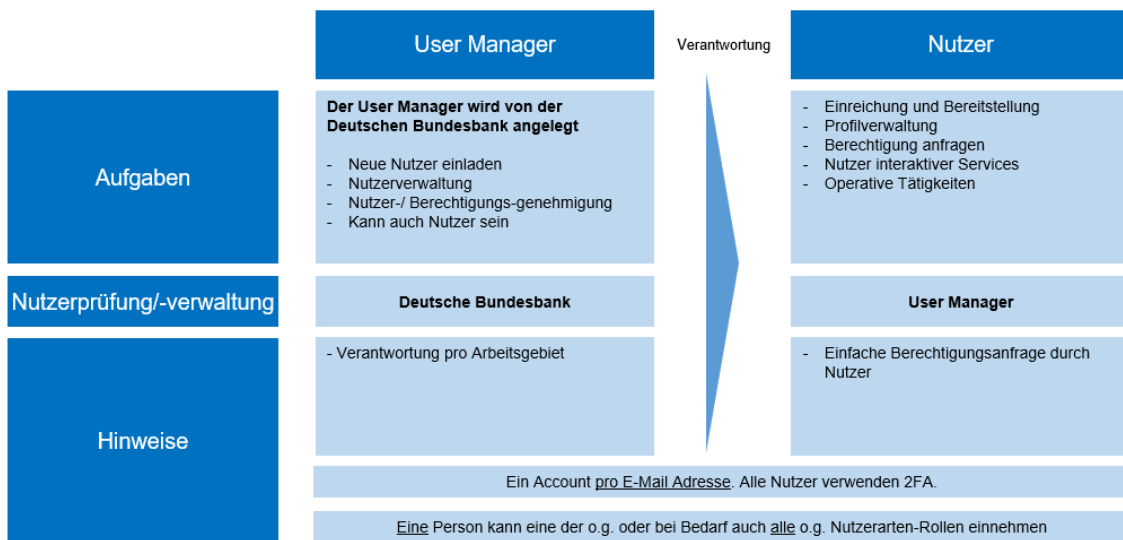 User Manager
Verantwortung
Nutzer
Aufgaben
Der User Manager wird von der
Deutschen Bundesbank angelegt
- Neue Nutzer einladen
- Nutzerverwaltung
- Nutzer-/ Berechtigungs-genehmigung
- Kann auch Nutzer sein
- Einreichung und Bereitstellung
- Profilverwaltung
- Berechtigung anfragen
- Nutzer interaktiver Services
- Operative Tätigkeiten
Nutzerprüfung/-verwaltung
Deutsche Bundesbank
User Manager
Hinweise
- Verantwortung pro Arbeitsgebiet
- Einfache Berechtigungsanfrage durch
Nutzer
Ein Account pro E-Mail Adresse. Alle Nutzer verwenden 2FA.
Eine Person kann eine der o.g. oder bei Bedarf auch alle o.g. Nutzerarten-Rollen einnehmen